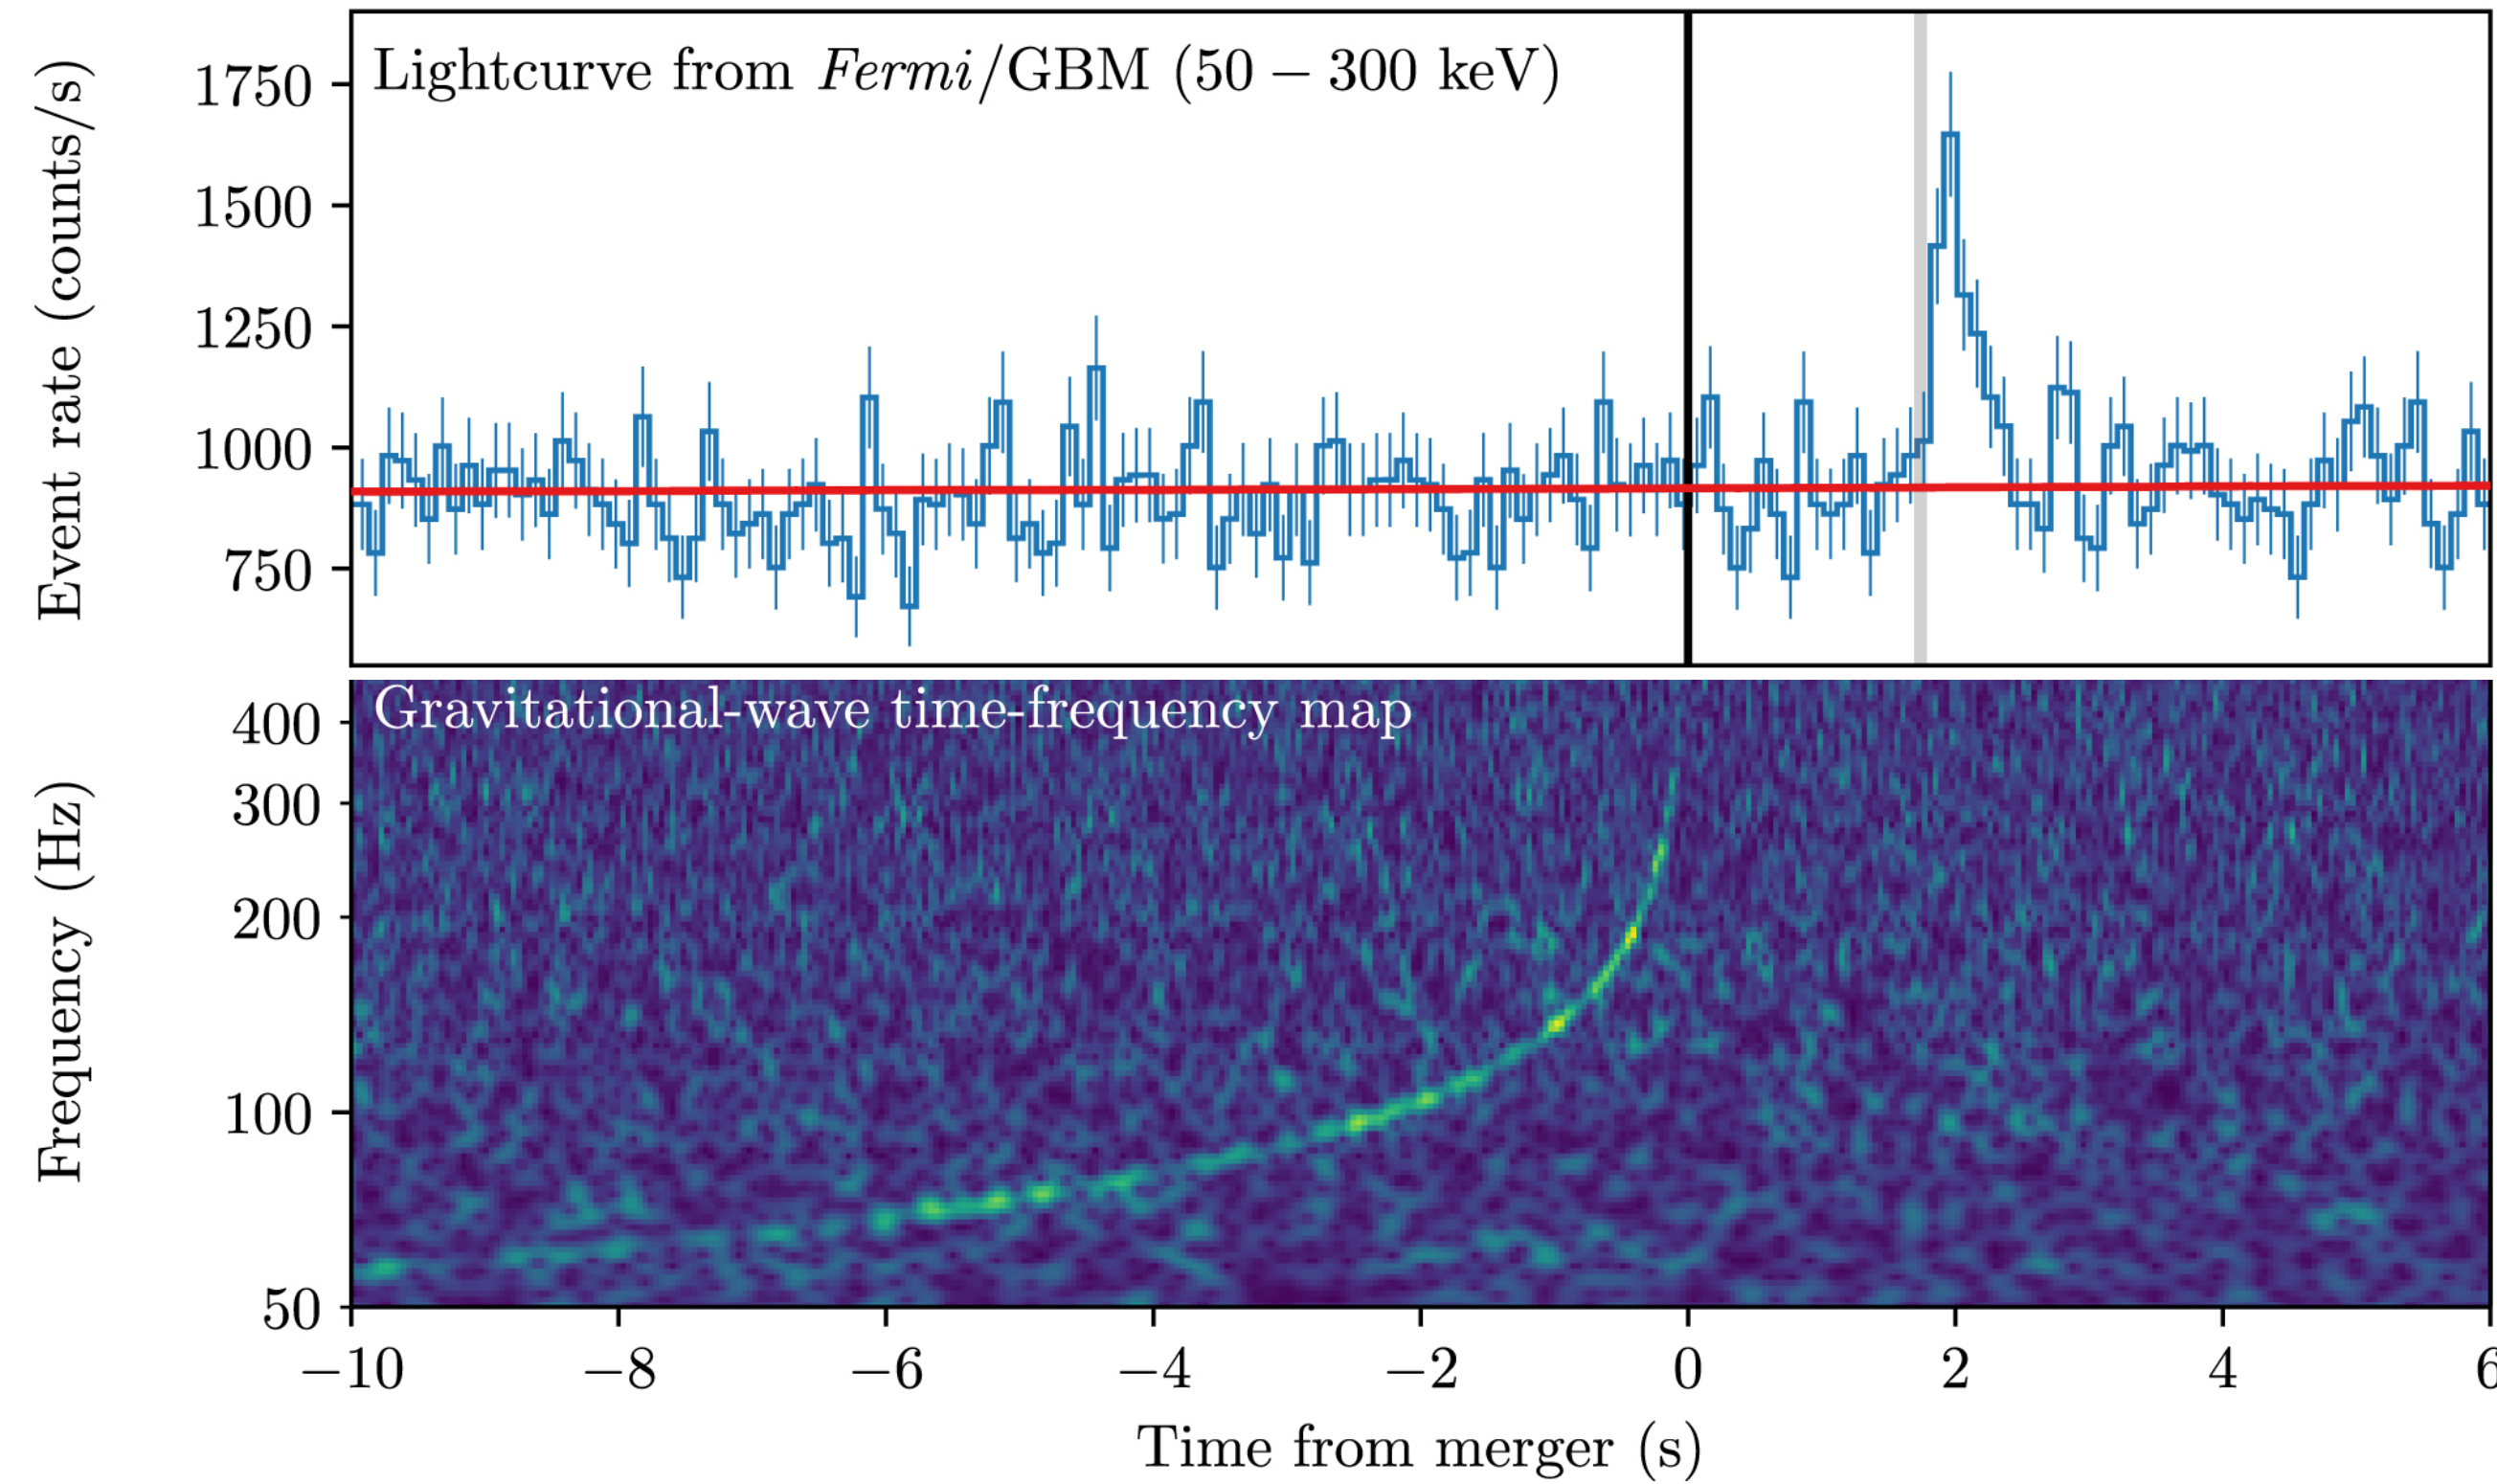 Lightcurve from Fermi/GBM (50 − 300 keV)
Event rate (counts/s)
1750
1500
1250
1000
750
Gravitational-wave time-frequency map
Frequency (Hz)
400
300
200
100
50
−10 −8 −6 −4 −2 0 2 4 6
Time from merger (s)